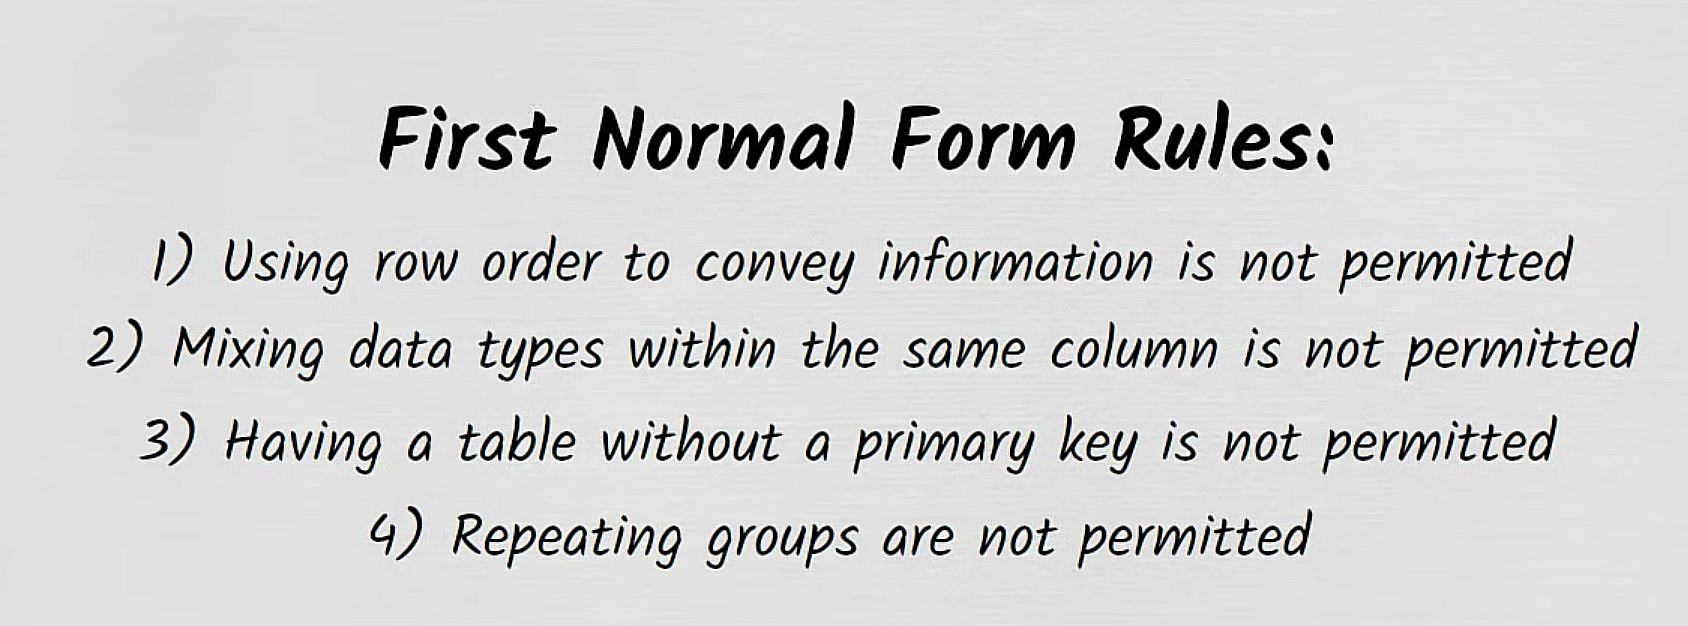 First Normal Form Rules:
1) Using row order to convey information is not permitted
2) Mixing data types within the same column is not permitted
3) Having a table without a primary key is not permitted
4) Repeating groups are not permitted